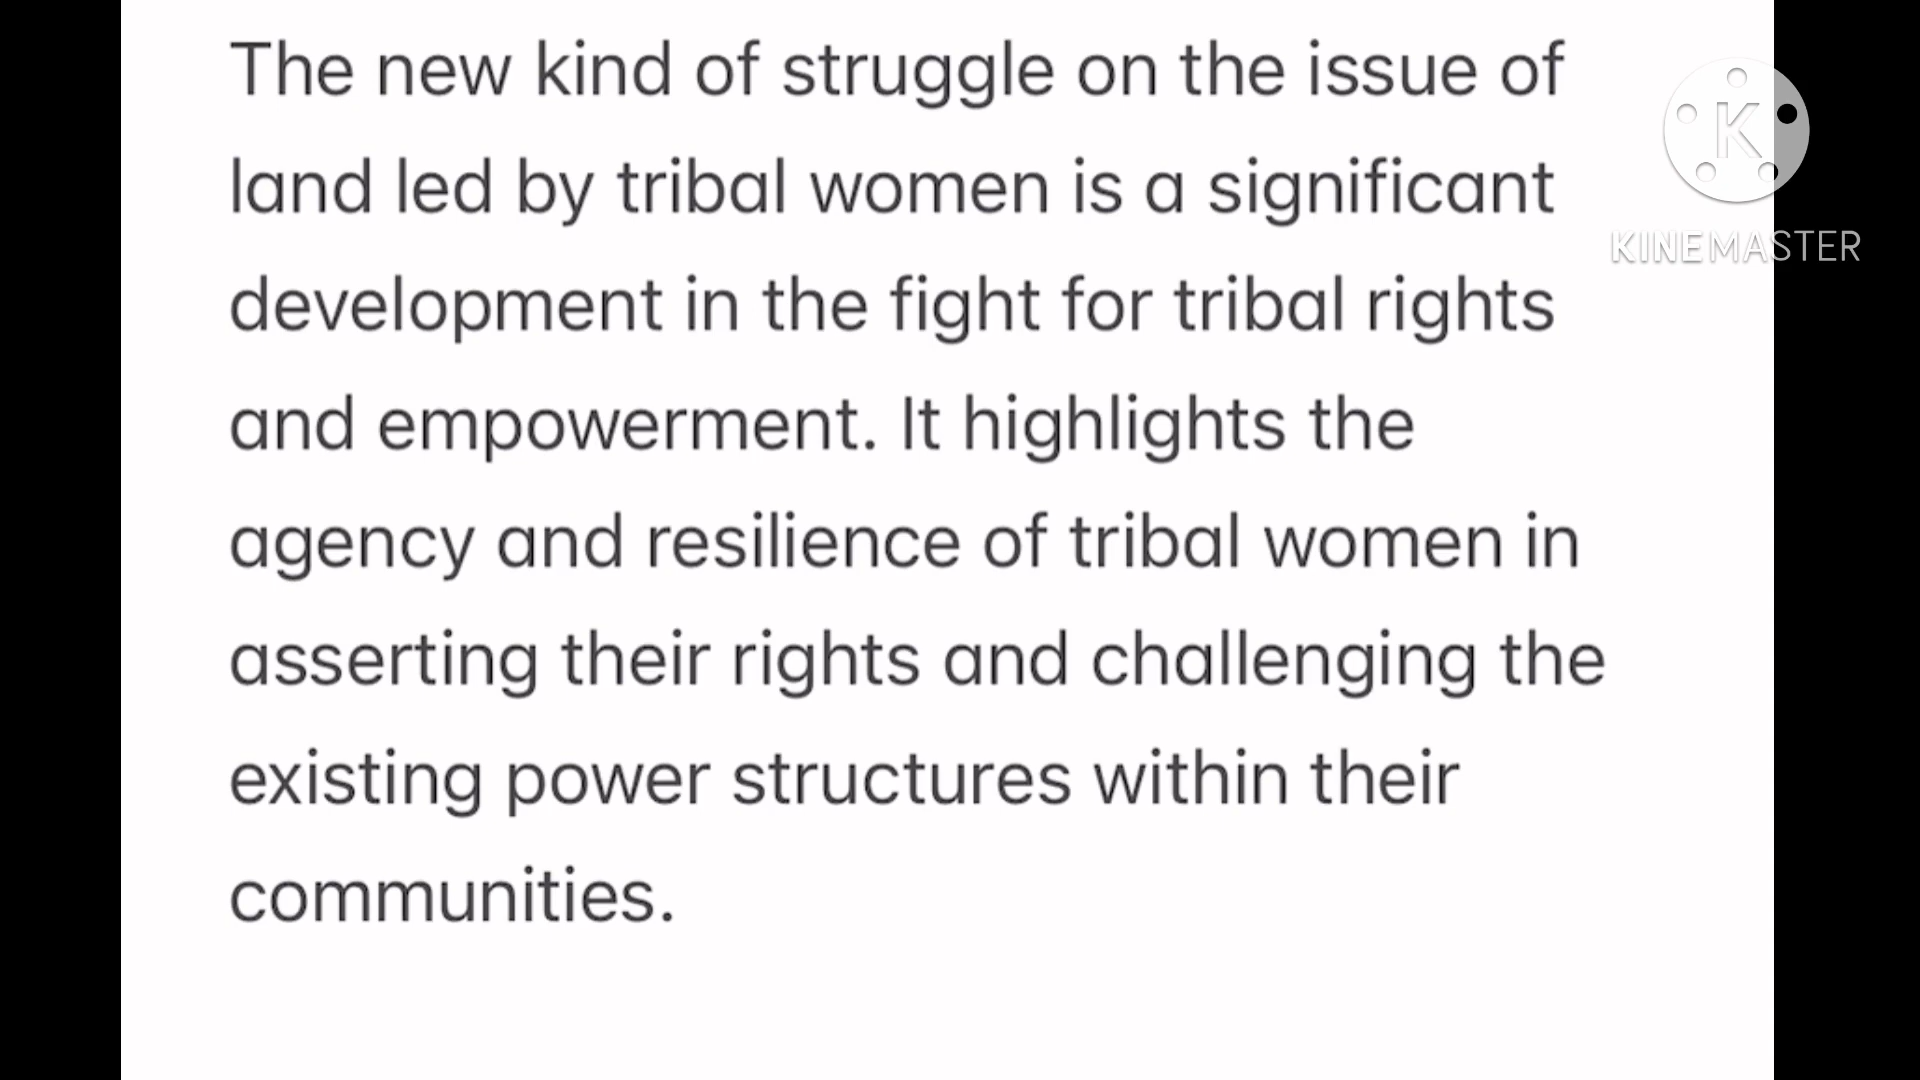 The new kind of struggle on the issue of
land led by tribal women is a significant
development in the fight for tribal rights
and empowerment. It highlights the
agency and resilience of tribal women in
asserting their rights and challenging the
existing power structures within their
communities.
K
KINEMASTER